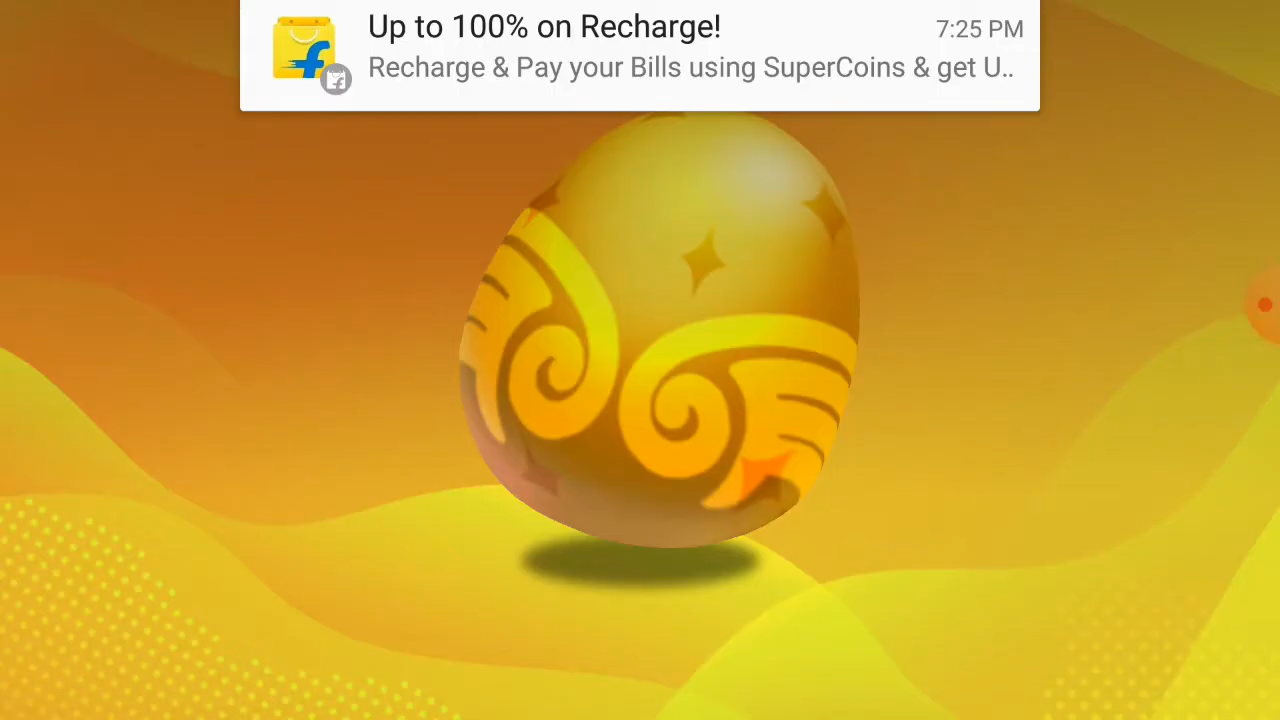 Up to 100% on Recharge!
7:25 PM
Recharge & Pay your Bills using SuperCoins & get U..